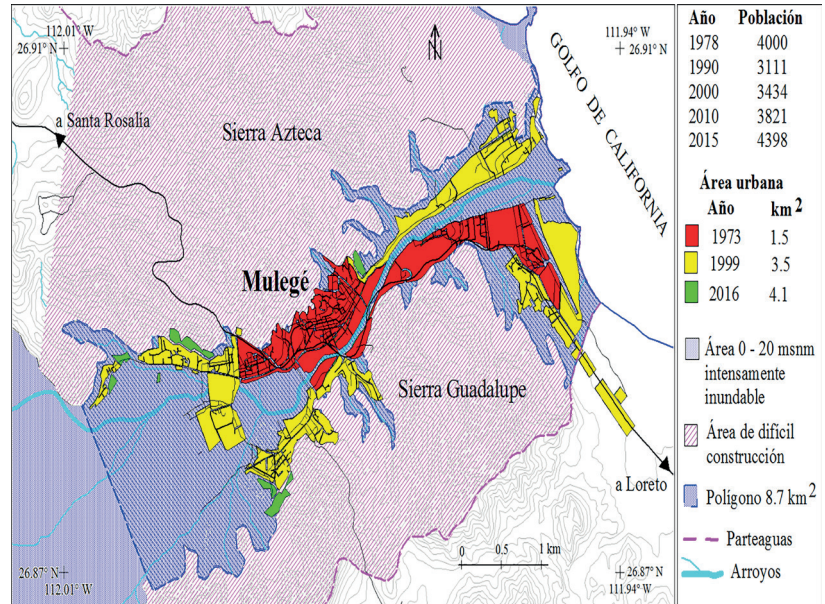 112.01° W
26.91° N
N
111.94° W
26.91° N
GOLFO DE CALIFORNIA
a Santa Rosalia
Sierra Azteca
Mulegé
Sierra Guadalupe
a Loreto
0 0.5 1 km
26.87° N
112.01° W
26.87° N
111.94° W
Año Población
1978 4000
1990 3111
2000 3434
2010 3821
2015 4398
Área urbana
Año km2
1973 1.5
1999 3.5
2016 4.1
Área 0 - 20 msnm
intensamente
inundable
Área de difícil
construcción
Polígono 8.7 km2
Parteaguas
Arroyos